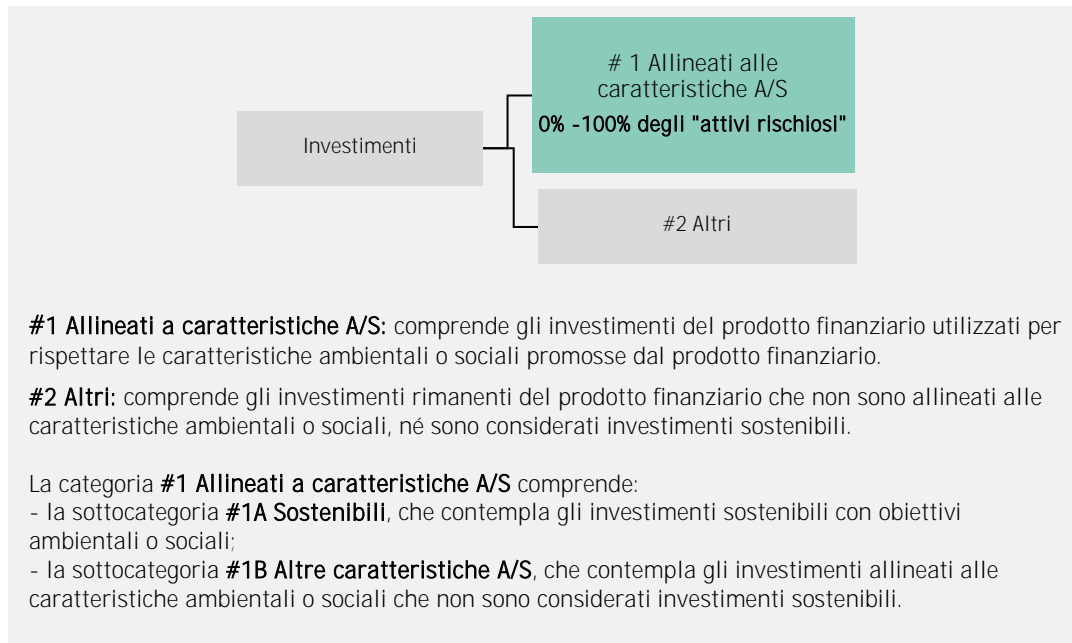 # 1 Allineati alle
caratteristiche A/S
0% -100% degli "attivi rischiosi"
Investimenti
#2 Altri
#1 Allineati a caratteristiche A/S: comprende gli investimenti del prodotto finanziario utilizzati per
rispettare le caratteristiche ambientali o sociali promosse dal prodotto finanziario.
#2 Altri: comprende gli investimenti rimanenti del prodotto finanziario che non sono allineati alle
caratteristiche ambientali o sociali, né sono considerati investimenti sostenibili.
La categoria #1 Allineati a caratteristiche A/S comprende:
- la sottocategoria #1A Sostenibili, che contempla gli investimenti sostenibili con obiettivi
ambientali o sociali;
- la sottocategoria #1B Altre caratteristiche A/S, che contempla gli investimenti allineati alle
caratteristiche ambientali o sociali che non sono considerati investimenti sostenibili.